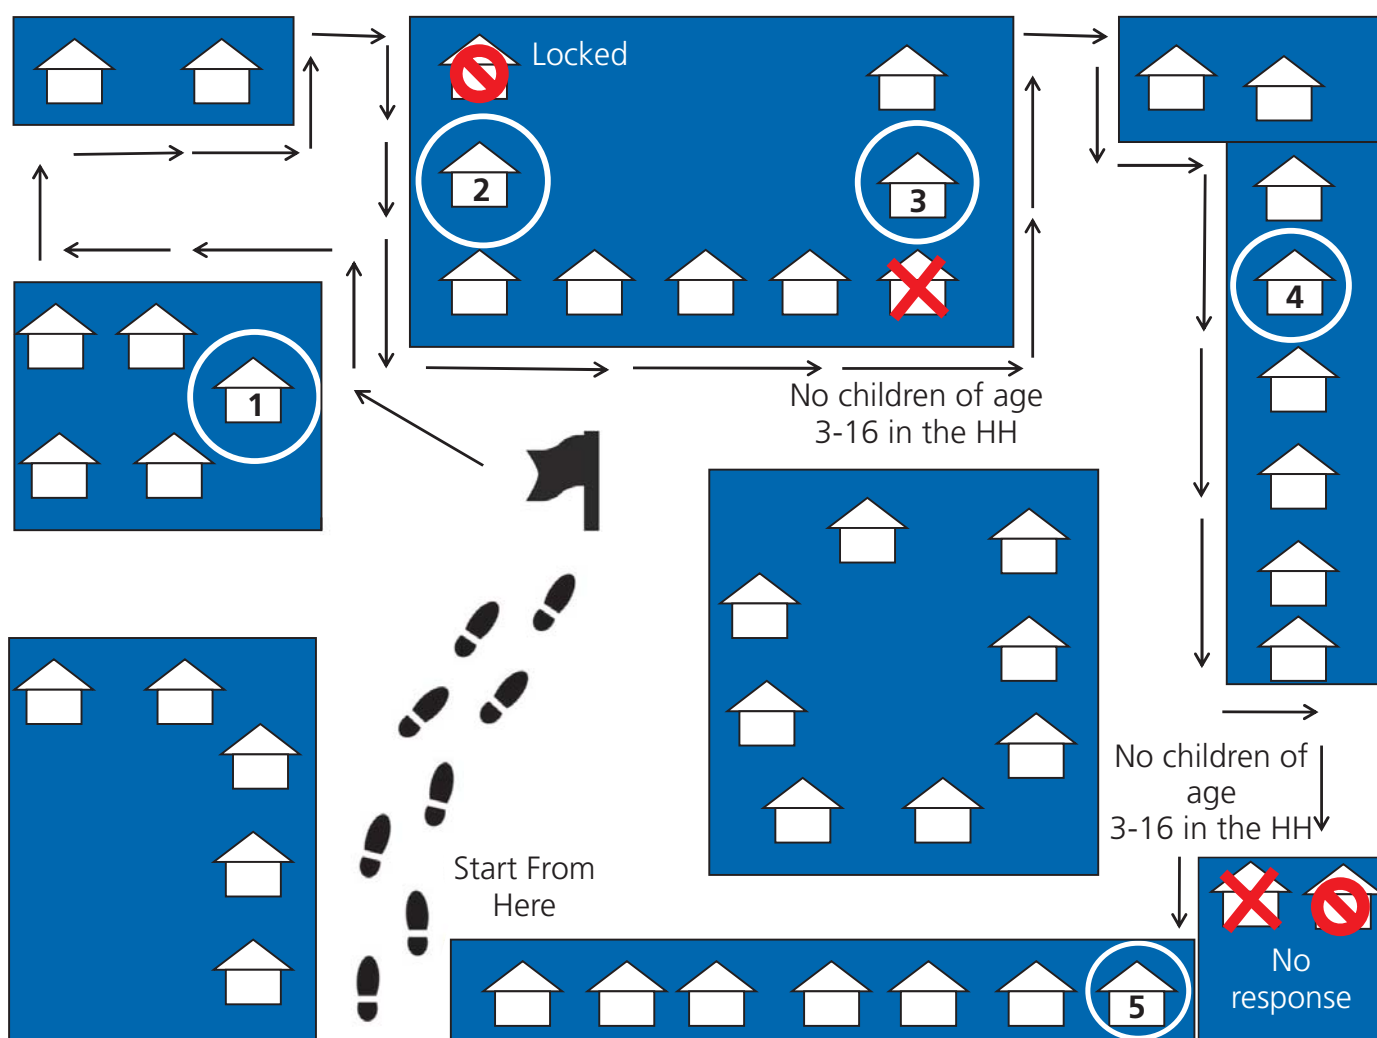 Locked
2
3
4
1
No children of age
3-16 in the HH
No children of
age
3-16 in the HH
Start From
Here
5
No
response